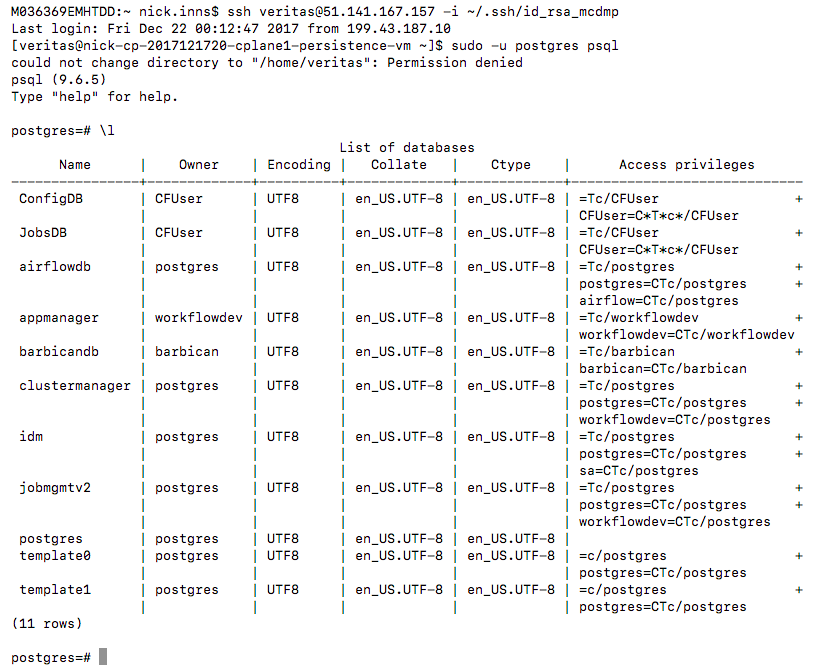 M036369EMHTDD:~ nick.inns$ ssh veritas@51.141.167.157 -i ~/.ssh/id_rsa_mcdmp
Last login: Fri Dec 22 00:12:47 2017 from 199.43.187.10
[veritas@nick-cp-2017121720-cplane1-persistence-vm ~]$ sudo -u postgres psql
could not change directory to "/home/veritas": Permission denied
psql (9.6.5)
Type "help" for help.

postgres=# \l
                                         List of databases
      Name      |    Owner    | Encoding |   Collate   |    Ctype    |      Access privileges
----------------+-------------+----------+-------------+-------------+-----------------------------
 ConfigDB       | CFUser      | UTF8     | en_US.UTF-8 | en_US.UTF-8 | =Tc/CFUser                 +
                |             |          |             |             | CFUser=C*T*c*/CFUser
 JobsDB         | CFUser      | UTF8     | en_US.UTF-8 | en_US.UTF-8 | =Tc/CFUser                 +
                |             |          |             |             | CFUser=C*T*c*/CFUser
 airflowdb      | postgres    | UTF8     | en_US.UTF-8 | en_US.UTF-8 | =Tc/postgres               +
                |             |          |             |             | postgres=CTc/postgres      +
                |             |          |             |             | airflow=CTc/postgres
 appmanager     | workflowdev | UTF8     | en_US.UTF-8 | en_US.UTF-8 | =Tc/workflowdev            +
                |             |          |             |             | workflowdev=CTc/workflowdev
 barbicandb     | barbican    | UTF8     | en_US.UTF-8 | en_US.UTF-8 | =Tc/barbican               +
                |             |          |             |             | barbican=CTc/barbican
 clustermanager | postgres    | UTF8     | en_US.UTF-8 | en_US.UTF-8 | =Tc/postgres               +
                |             |          |             |             | postgres=CTc/postgres      +
                |             |          |             |             | workflowdev=CTc/postgres
 idm            | postgres    | UTF8     | en_US.UTF-8 | en_US.UTF-8 | =Tc/postgres               +
                |             |          |             |             | postgres=CTc/postgres      +
                |             |          |             |             | sa=CTc/postgres
 jobmgmtv2      | postgres    | UTF8     | en_US.UTF-8 | en_US.UTF-8 | =Tc/postgres               +
                |             |          |             |             | postgres=CTc/postgres      +
                |             |          |             |             | workflowdev=CTc/postgres
 postgres       | postgres    | UTF8     | en_US.UTF-8 | en_US.UTF-8 |
 template0      | postgres    | UTF8     | en_US.UTF-8 | en_US.UTF-8 | =c/postgres                +
                |             |          |             |             | postgres=CTc/postgres
 template1      | postgres    | UTF8     | en_US.UTF-8 | en_US.UTF-8 | =c/postgres                +
                |             |          |             |             | postgres=CTc/postgres
(11 rows)

postgres=#